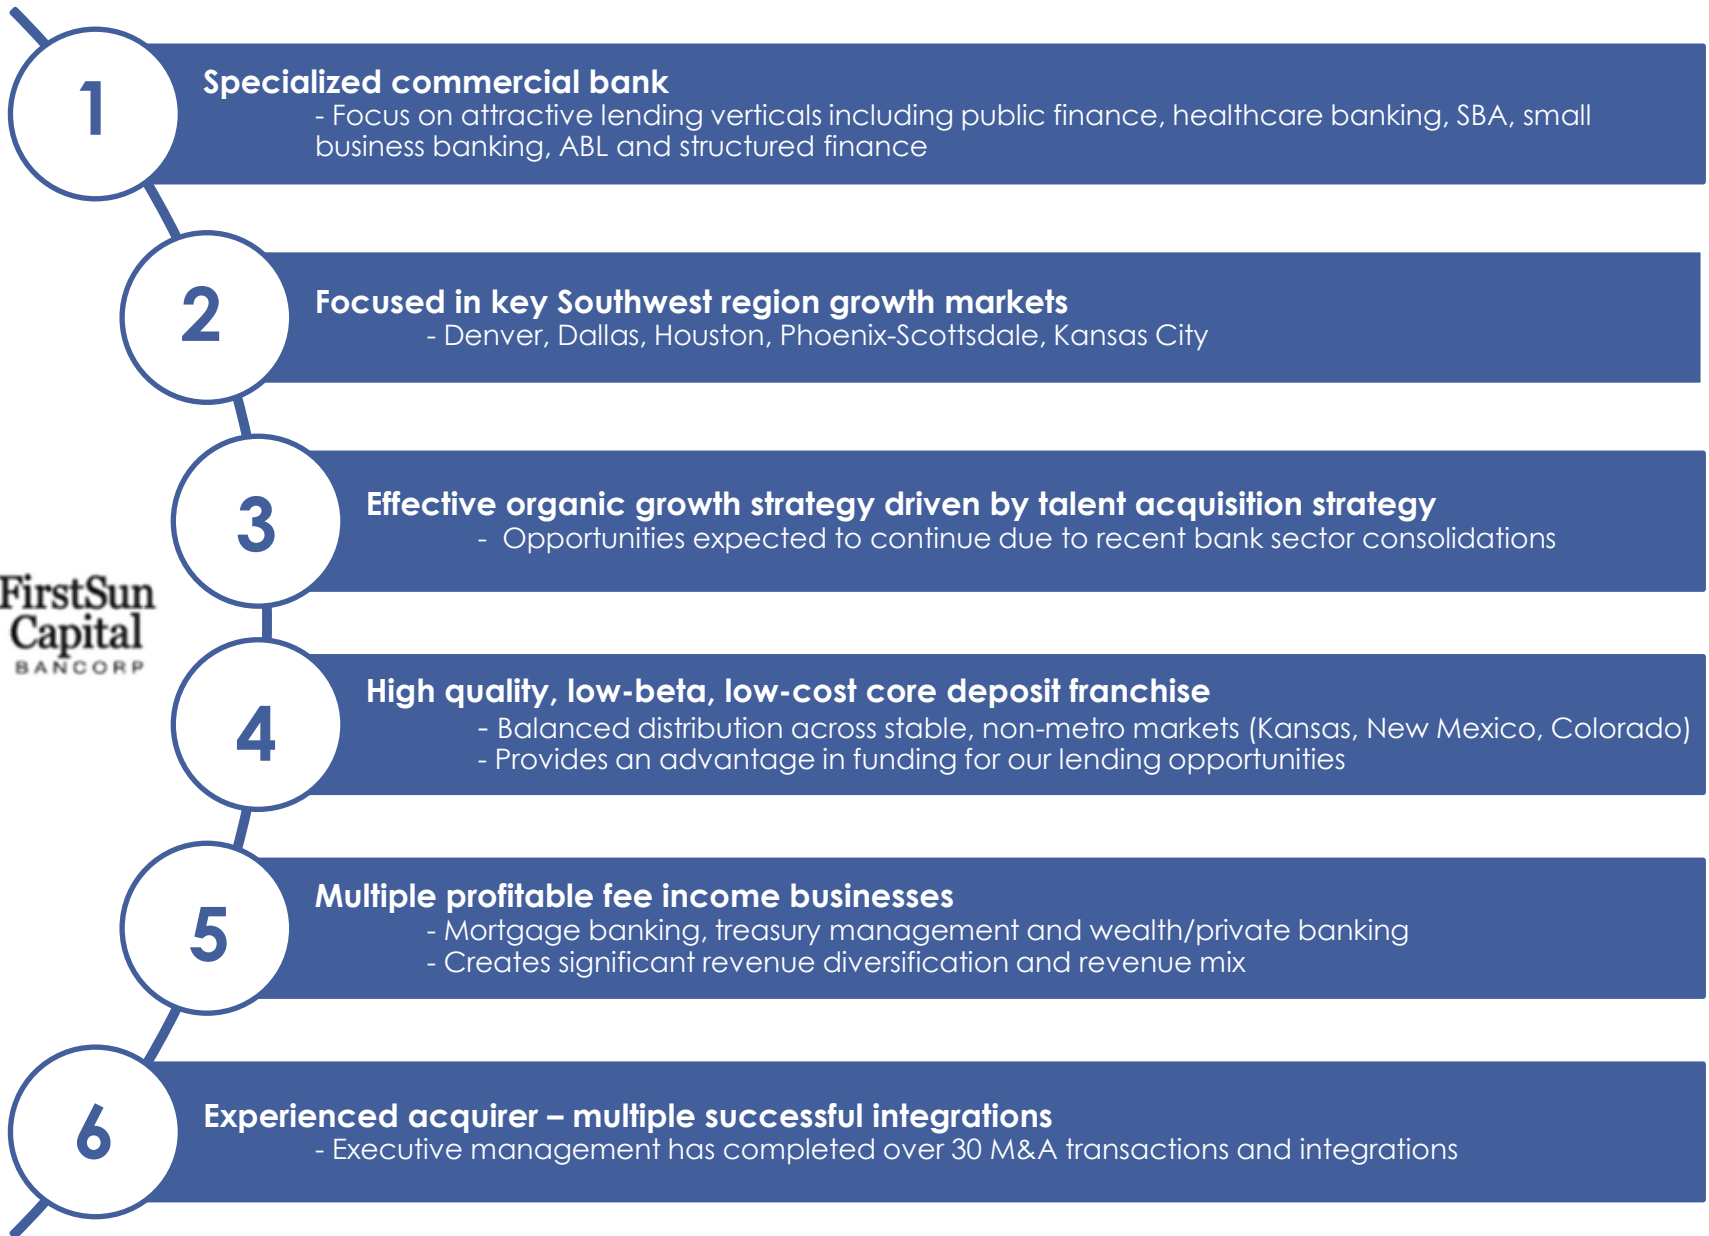 1
Specialized commercial bank
- Focus on attractive lending verticals including public finance, healthcare banking, SBA, small
business banking, ABL and structured finance
2
Focused in key Southwest region growth markets
- Denver, Dallas, Houston, Phoenix-Scottsdale, Kansas City
3
Effective organic growth strategy driven by talent acquisition strategy
- Opportunities expected to continue due to recent bank sector consolidations
FirstSun
Capital
BANCORP
4
High quality, low-beta, low-cost core deposit franchise
- Balanced distribution across stable, non-metro markets (Kansas, New Mexico, Colorado)
- Provides an advantage in funding for our lending opportunities
5
Multiple profitable fee income businesses
- Mortgage banking, treasury management and wealth/private banking
- Creates significant revenue diversification and revenue mix
6
Experienced acquirer – multiple successful integrations
- Executive management has completed over 30 M&A transactions and integrations